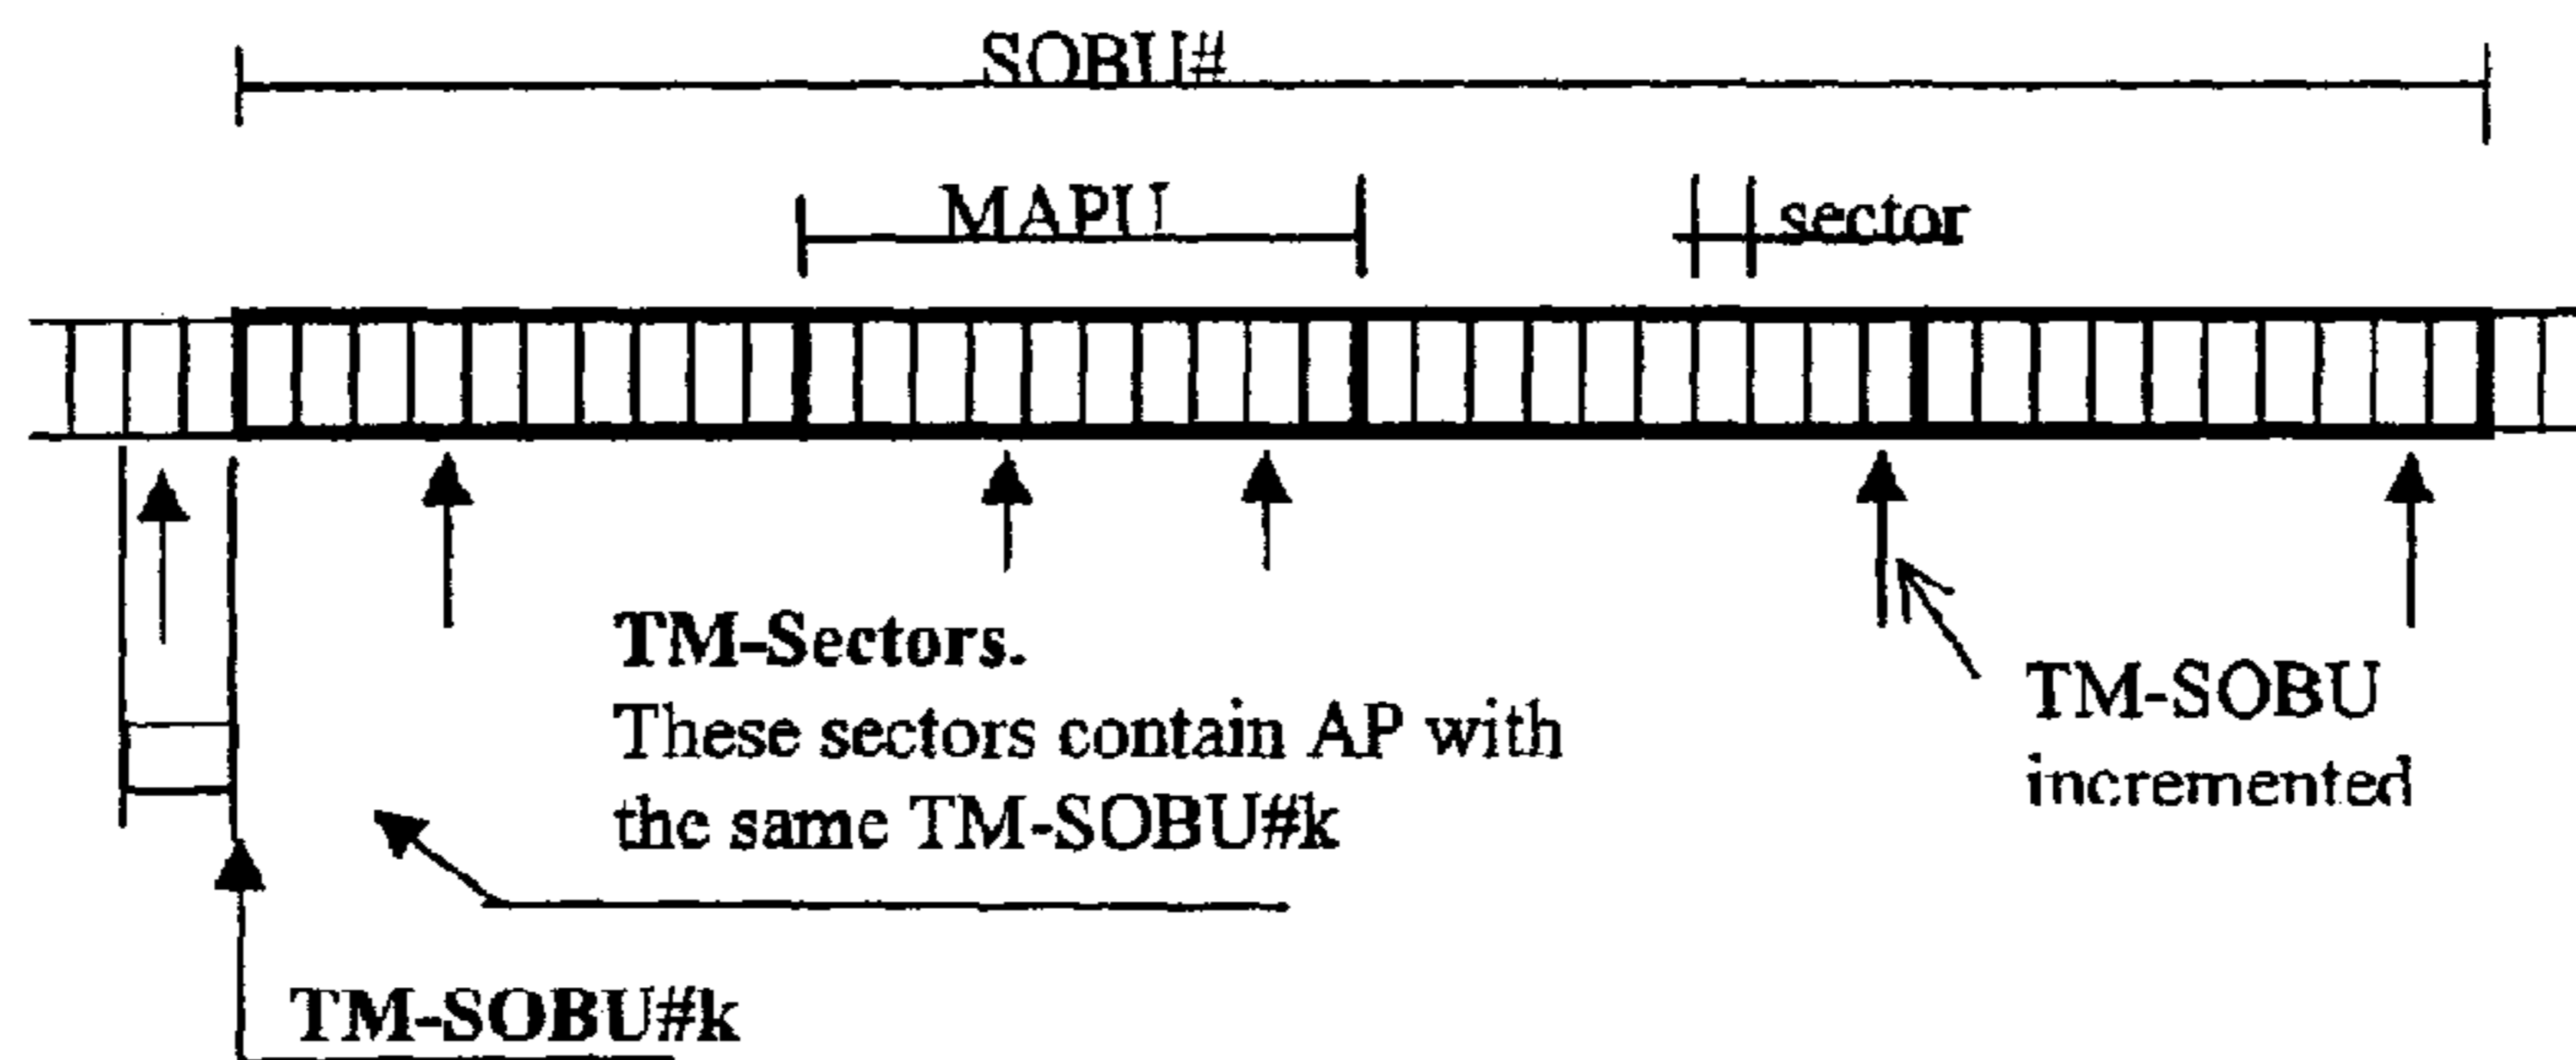 SOBU#
MAPU
sector
TM-Sectors.
These sectors contain AP with
the same TM-SOBU#k
TM-SOBU
incremented
TM-SOBU#k